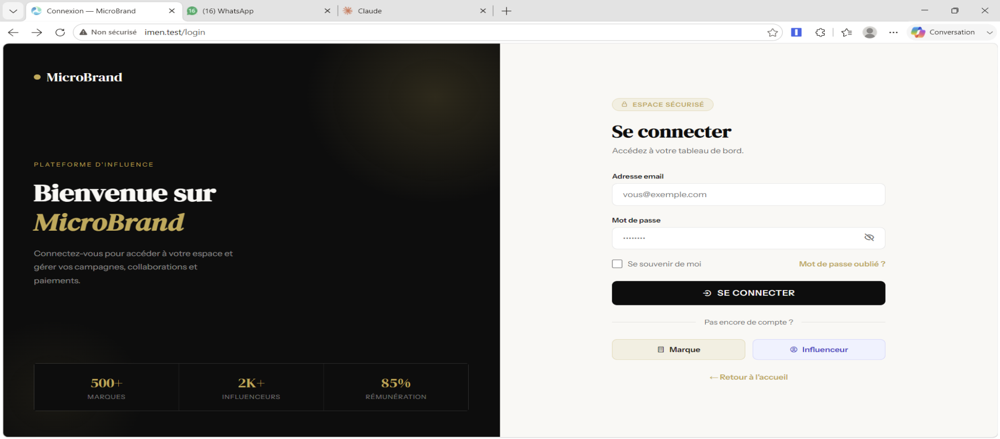 Connexion — MicroBrand
(16) WhatsApp
Claude
Non sécurisé imen.test/login
Conversation
MicroBrand
PLATEFORME D'INFLUENCE
Bienvenue sur
MicroBrand
Connectez-vous pour accéder à votre espace et
gérer vos campagnes, collaborations et
paiements.
500+
MARQUES
2K+
INFLUENCEURS
85%
RÉMUNÉRATION
ESPACE SÉCURISÉ
Se connecter
Accédez à votre tableau de bord.
Adresse email
vous@exemple.com
Mot de passe
••••••••
Se souvenir de moi
Mot de passe oublié ?
SE CONNECTER
Pas encore de compte ?
Marque
Influenceur
← Retour à l'accueil